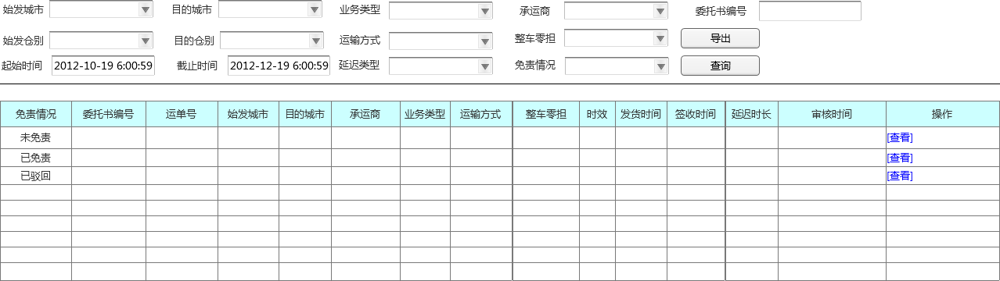 始发城市 目的城市 业务类型 承运商 委托书编号
始发仓别 目的仓别 运输方式 整车零担 导出
起始时间 2012-10-19 6:00:59 截止时间 2012-12-19 6:00:59 延迟类型 免责情况 查询
免责情况 委托书编号 运单号 始发城市 目的城市 承运商 业务类型 运输方式 整车零担 时效 发货时间 签收时间 延迟时长 审核时间 操作
未免责 [查看]
已免责 [查看]
已驳回 [查看]